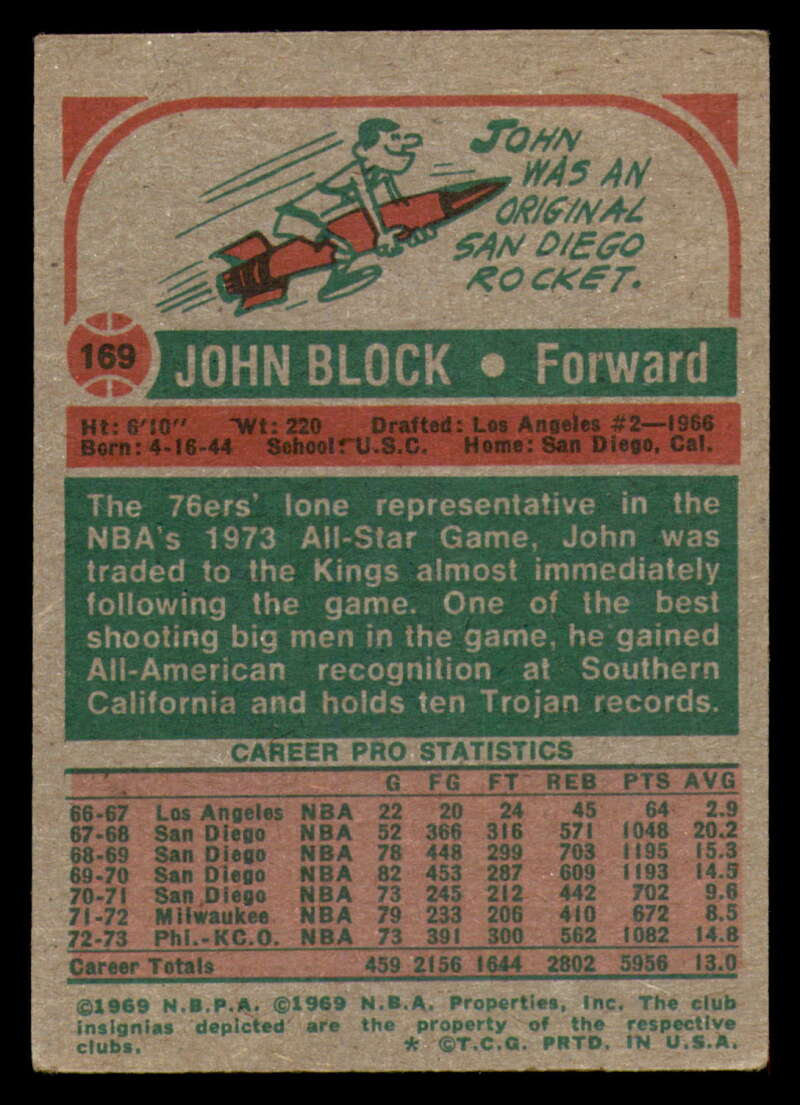 JOHN
WAS AN
ORIGINAL
SAN DIEGO
ROCKET.
169
JOHN BLOCK • Forward
Ht: 6'10" Wt: 220 Drafted: Los Angeles #2—1966
Born: 4-16-44 School: U.S.C. Home: San Diego, Cal.
The 76ers' lone representative in the
NBA's 1973 All-Star Game, John was
traded to the Kings almost immediately
following the game. One of the best
shooting big men in the game, he gained
All-American recognition at Southern
California and holds ten Trojan records.
CAREER PRO STATISTICS
G FG FT REB PTS AVG
66-67 Los Angeles NBA 22 20 24 45 64 2.9
67-68 San Diego NBA 52 366 316 571 1048 20.2
68-69 San Diego NBA 78 448 299 703 1195 15.3
69-70 San Diego NBA 82 453 287 609 1193 14.5
70-71 San Diego NBA 73 245 212 442 702 9.6
71-72 Milwaukee NBA 79 233 206 410 672 8.5
72-73 Phi.-KC.O. NBA 73 391 300 562 1082 14.8
Career Totals 459 2156 1644 2802 5956 13.0
©1969 N.B.P.A. ©1969 N.B.A. Properties, Inc. The club
insignias depicted are the property of the respective
clubs. * ©T.C.G. PRTD. IN U.S.A.